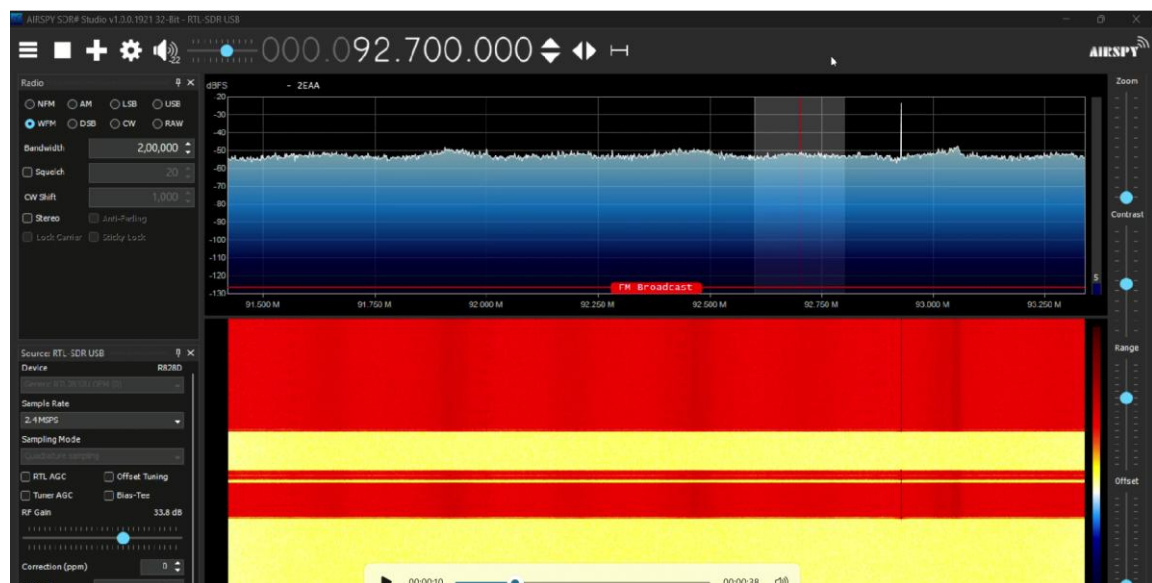 AIRSPY SDR# Studio v1.0.0.1921 32-Bit - RTL-SDR USB
22
000.092.700.000
AIRSPY
Radio
NFM AM LSB USB
WFM DSB CW RAW
Bandwidth 2,00,000
Squelch 20
CW Shift 1,000
Stereo Anti-Fading
Lock Carrier Sticky Lock
dBFS - 2EAA
-20
-30
-40
-50
-60
-70
-80
-90
-100
-110
-120
-130
FM Broadcast
S
91.500 M 91.750 M 92.000 M 92.250 M 92.500 M 92.750 M 93.000 M 93.250 M
Zoom
Contrast
Range
Offset
Source: RTL-SDR USB
Device R828D
Sample Rate
2.4 MSPS
Sampling Mode
Quadrature sampling
RTL AGC Offset Tuning
Tuner AGC Bias-Tee
RF Gain 33.8 dB
Correction (ppm) 0
00:00:10 00:00:38